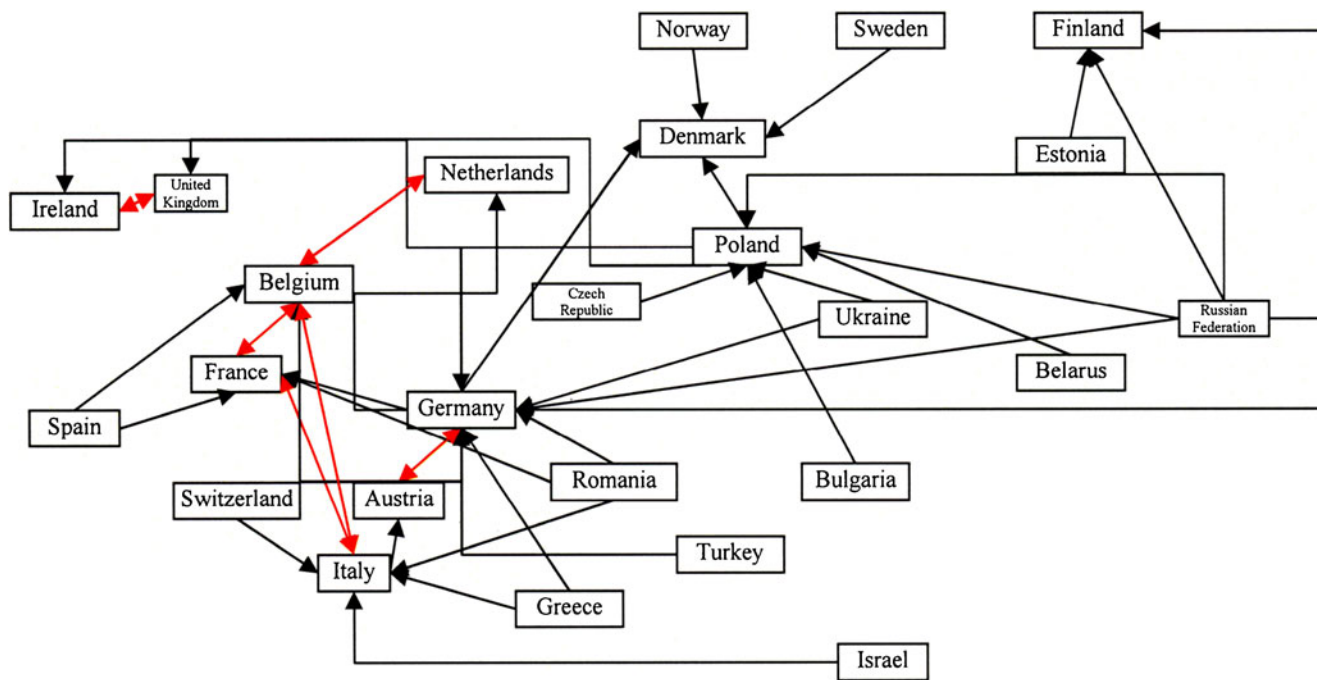 Norway
Sweden
Finland
Denmark
Estonia
Netherlands
United
Kingdom
Ireland
Poland
Belgium
Czech
Republic
Ukraine
Russian
Federation
France
Belarus
Germany
Spain
Romania
Bulgaria
Switzerland
Austria
Turkey
Italy
Greece
Israel